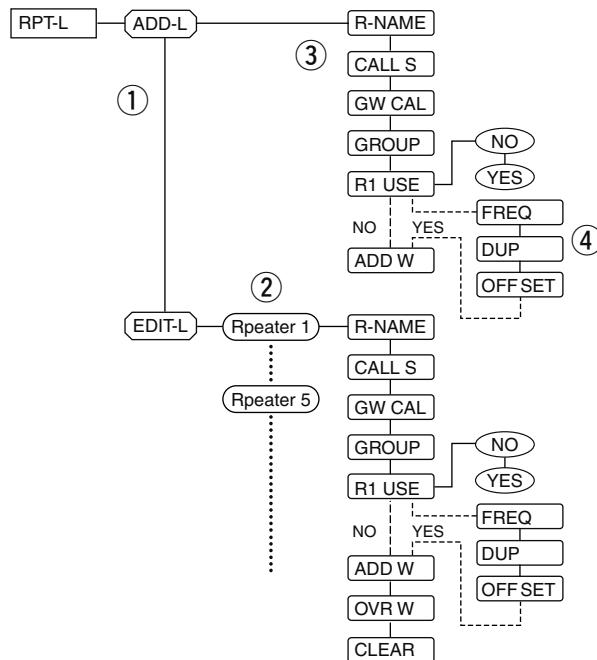 RPT-L
ADD-L
R-NAME
③
CALL S
①
GW CAL
GROUP
NO
R1 USE
YES
FREQ
NO
YES
④
DUP
ADD W
OFF SET
②
EDIT-L
Rpeater 1
R-NAME
CALL S
Rpeater 5
GW CAL
GROUP
NO
R1 USE
YES
FREQ
NO
YES
DUP
ADD W
OFF SET
OVR W
CLEAR